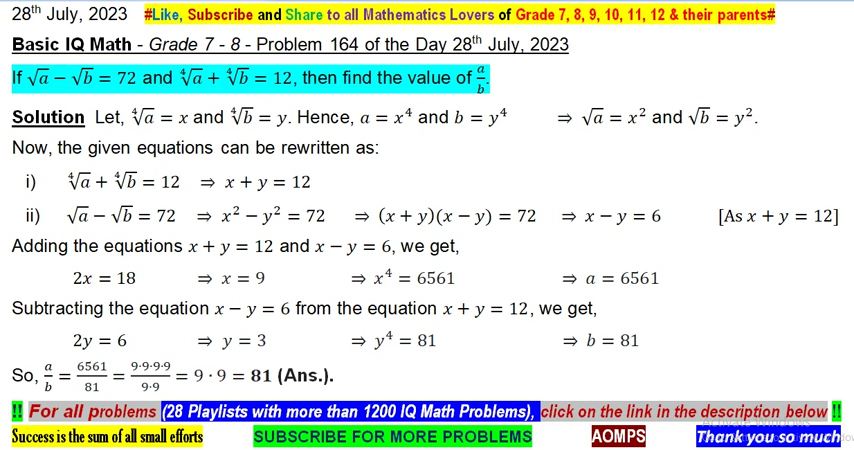 28th July, 2023 #Like, Subscribe and Share to all Mathematics Lovers of Grade 7, 8, 9, 10, 11, 12 & their parents#
Basic IQ Math - Grade 7 - 8 - Problem 164 of the Day 28th July, 2023
If √a − √b = 72 and ∜a + ∜b = 12, then find the value of a/b.
Solution Let, ∜a = x and ∜b = y. Hence, a = x⁴ and b = y⁴ ⇒ √a = x² and √b = y².
Now, the given equations can be rewritten as:
i) ∜a + ∜b = 12 ⇒ x + y = 12
ii) √a − √b = 72 ⇒ x² − y² = 72 ⇒ (x + y)(x − y) = 72 ⇒ x − y = 6 [As x + y = 12]
Adding the equations x + y = 12 and x − y = 6, we get,
2x = 18 ⇒ x = 9 ⇒ x⁴ = 6561 ⇒ a = 6561
Subtracting the equation x − y = 6 from the equation x + y = 12, we get,
2y = 6 ⇒ y = 3 ⇒ y⁴ = 81 ⇒ b = 81
So, a/b = 6561/81 = 9·9·9·9/9·9 = 9 · 9 = 81 (Ans.).
!! For all problems (28 Playlists with more than 1200 IQ Math Problems), click on the link in the description below !!
Success is the sum of all small efforts SUBSCRIBE FOR MORE PROBLEMS AOMPS Thank you so much